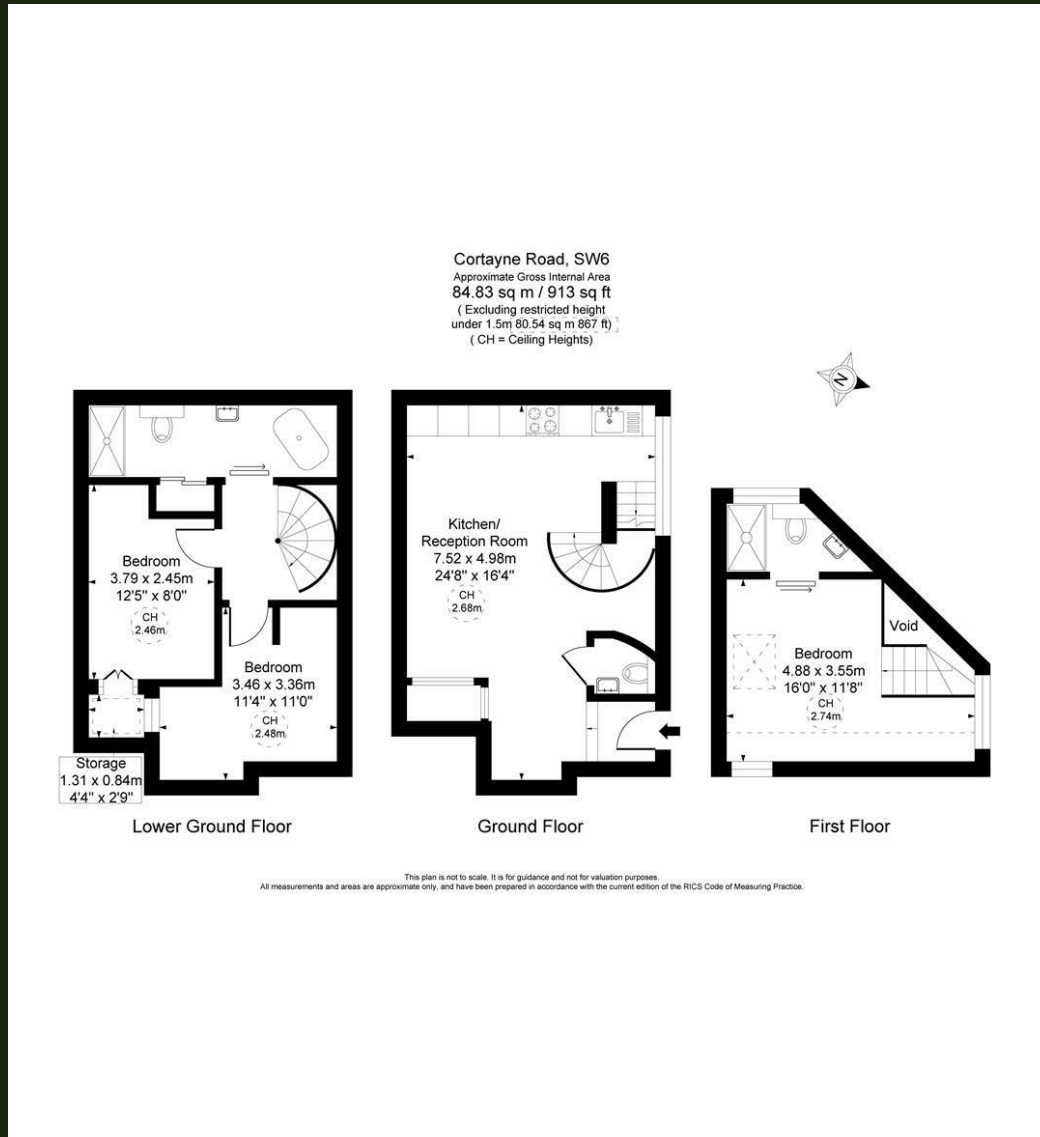 Cortayne Road, SW6
Approximate Gross Internal Area
84.83 sq m / 913 sq ft
( Excluding restricted height
under 1.5m 80.54 sq m 867 ft)
( CH = Ceiling Heights)
N
Bedroom
3.79 x 2.45m
12'5" x 8'0"
CH
2.46m
Bedroom
3.46 x 3.36m
11'4" x 11'0"
CH
2.48m
Storage
1.31 x 0.84m
4'4" x 2'9"
Lower Ground Floor
Kitchen/
Reception Room
7.52 x 4.98m
24'8" x 16'4"
CH
2.68m
Ground Floor
Void
Bedroom
4.88 x 3.55m
16'0" x 11'8"
CH
2.74m
First Floor
This plan is not to scale. It is for guidance and not for valuation purposes.
All measurements and areas are approximate only, and have been prepared in accordance with the current edition of the RICS Code of Measuring Practice.